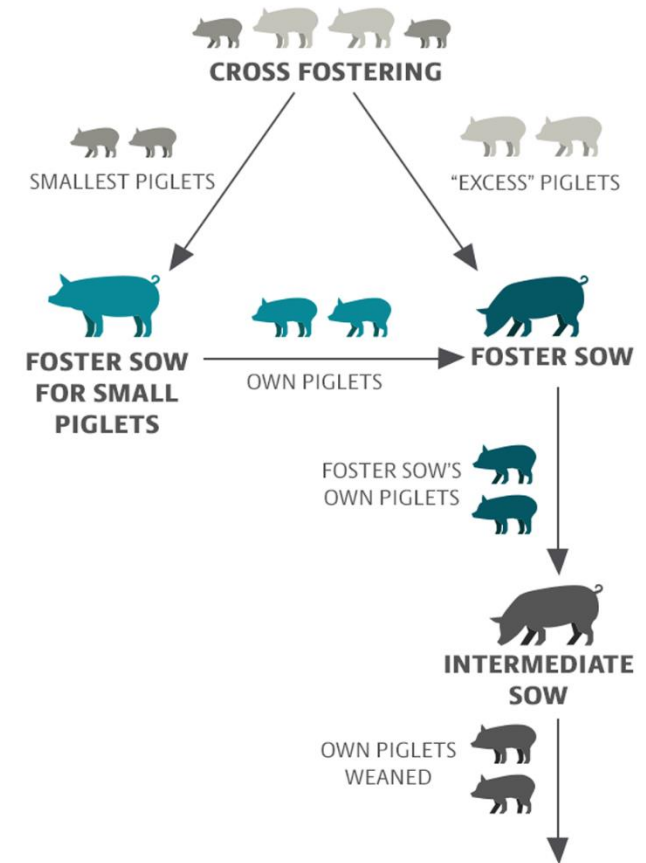 CROSS FOSTERING
SMALLEST PIGLETS
“EXCESS” PIGLETS
FOSTER SOW
FOR SMALL
PIGLETS
OWN PIGLETS
FOSTER SOW
FOSTER SOW’S
OWN PIGLETS
INTERMEDIATE
SOW
OWN PIGLETS
WEANED